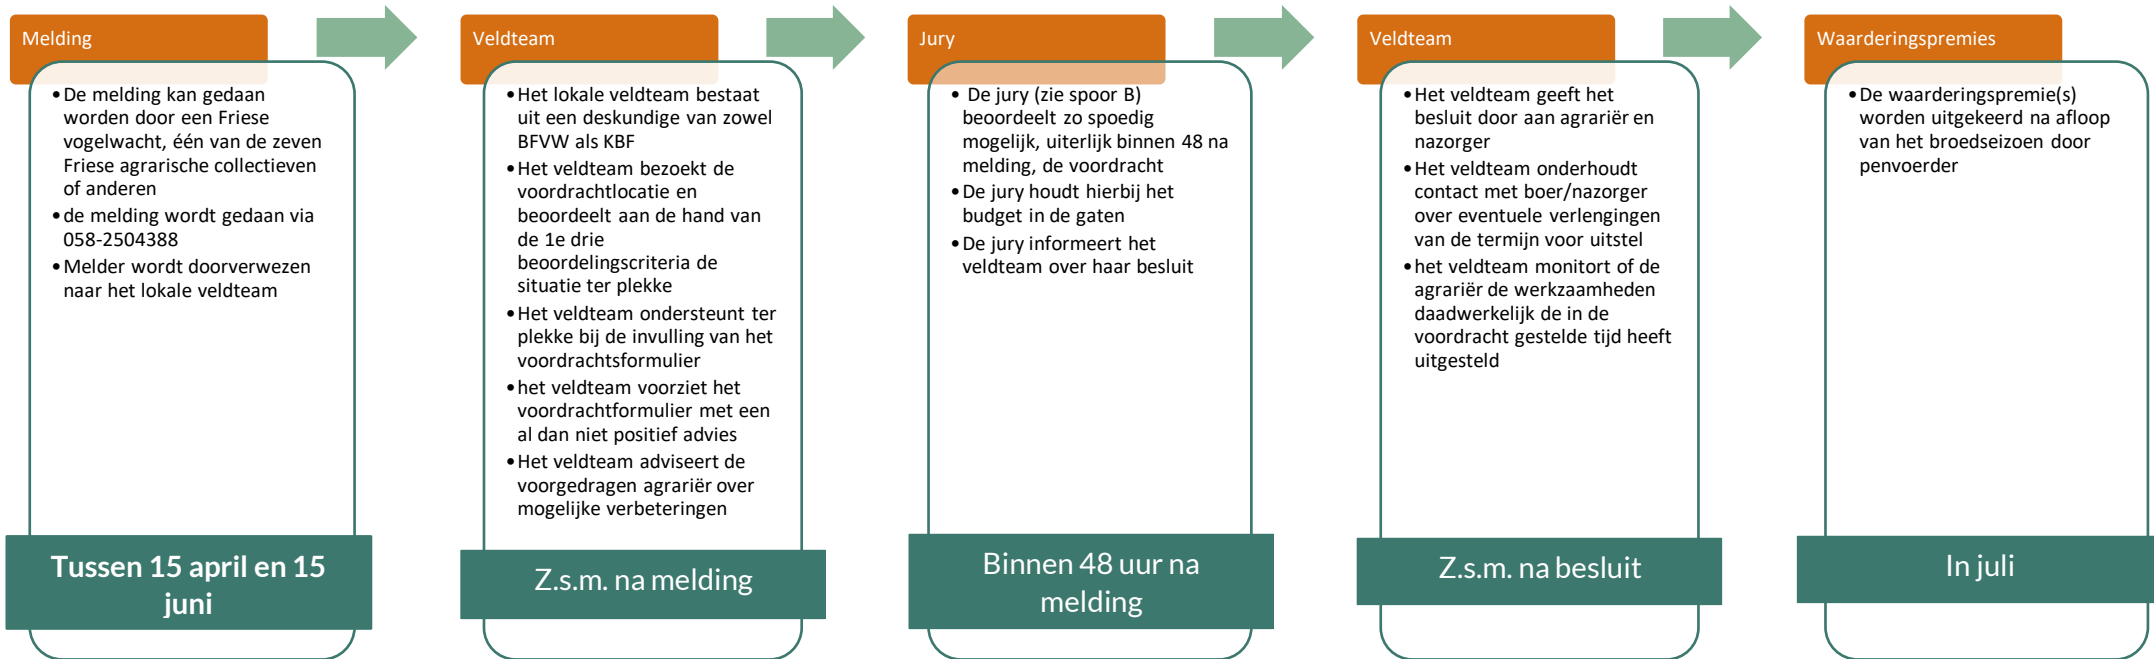 Melding
•De melding kan gedaan
worden door een Friese
vogelwacht, één van de zeven
Friese agrarische collectieven
of anderen
•de melding wordt gedaan via
058-2504388
•Melder wordt doorverwezen
naar het lokale veldteam
Tussen 15 april en 15
juni
Veldteam
•Het lokale veldteam bestaat
uit een deskundige van zowel
BFVW als KBF
•Het veldteam bezoekt de
voordrachtlocatie en
beoordeelt aan de hand van
de 1e drie
beoordelingscriteria de
situatie ter plekke
•Het veldteam ondersteunt ter
plekke bij de invulling van het
voordrachtsformulier
•het veldteam voorziet het
voordrachtformulier met een
al dan niet positief advies
•Het veldteam adviseert de
voorgedragen agrariër over
mogelijke verbeteringen
Z.s.m. na melding
Jury
• De jury (zie spoor B)
beoordeelt zo spoedig
mogelijk, uiterlijk binnen 48 na
melding, de voordracht
•De jury houdt hierbij het
budget in de gaten
•De jury informeert het
veldteam over haar besluit
Binnen 48 uur na
melding
Veldteam
•Het veldteam geeft het
besluit door aan agrariër en
nazorger
•Het veldteam onderhoudt
contact met boer/nazorger
over eventuele verlengingen
van de termijn voor uitstel
•het veldteam monitort of de
agrariër de werkzaamheden
daadwerkelijk de in de
voordracht gestelde tijd heeft
uitgesteld
Z.s.m. na besluit
Waarderingspremies
•De waarderingspremie(s)
worden uitgekeerd na afloop
van het broedseizoen door
penvoerder
In juli